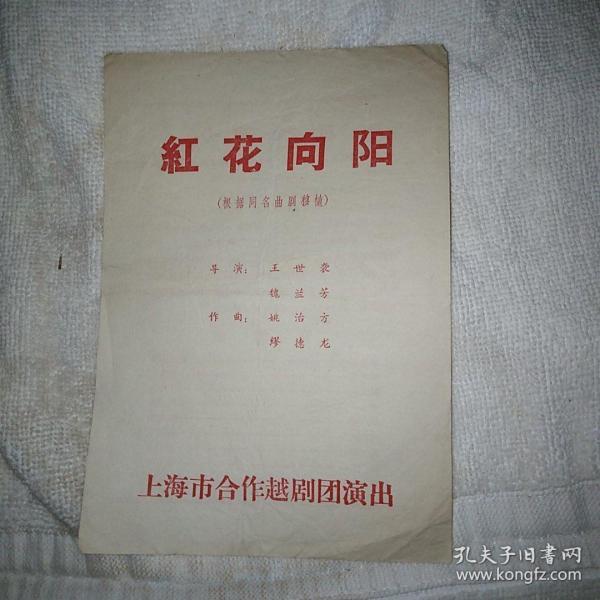 紅花向阳
(根据同名曲剧移植)
导演：王世
魏兰芳
作曲：姚治方
缪德龙
上海市合作越剧团演出
孔夫子旧书网
www.kongfz.com